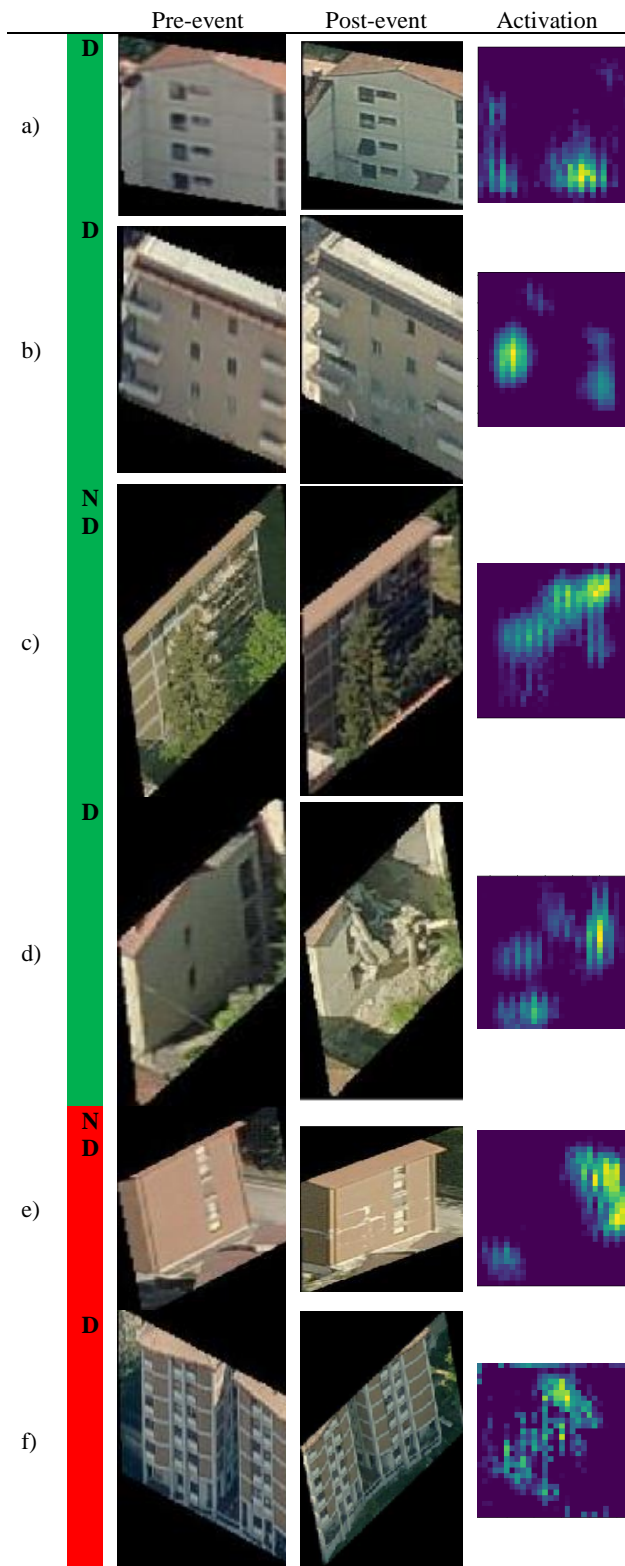 Pre-event Post-event Activation
D
a)
D
b)
N
D
c)
D
d)
N
D
e)
D
f)